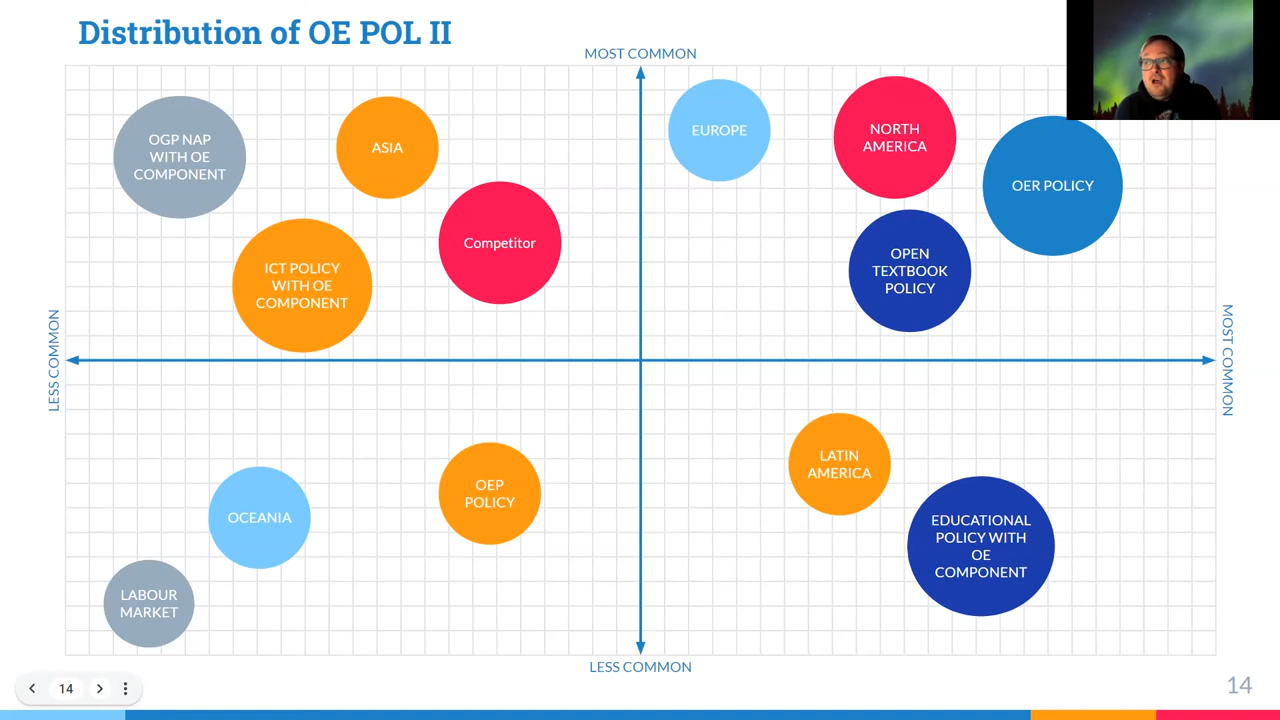 Distribution of OE POL II
MOST COMMON
OGP NAP
WITH OE
COMPONENT
ASIA
EUROPE
NORTH
AMERICA
OER POLICY
Competitor
ICT POLICY
WITH OE
COMPONENT
OPEN
TEXTBOOK
POLICY
LESS COMMON
MOST COMMON
LATIN
AMERICA
OEP
POLICY
OCEANIA
EDUCATIONAL
POLICY WITH
OE
COMPONENT
LABOUR
MARKET
LESS COMMON
14
14